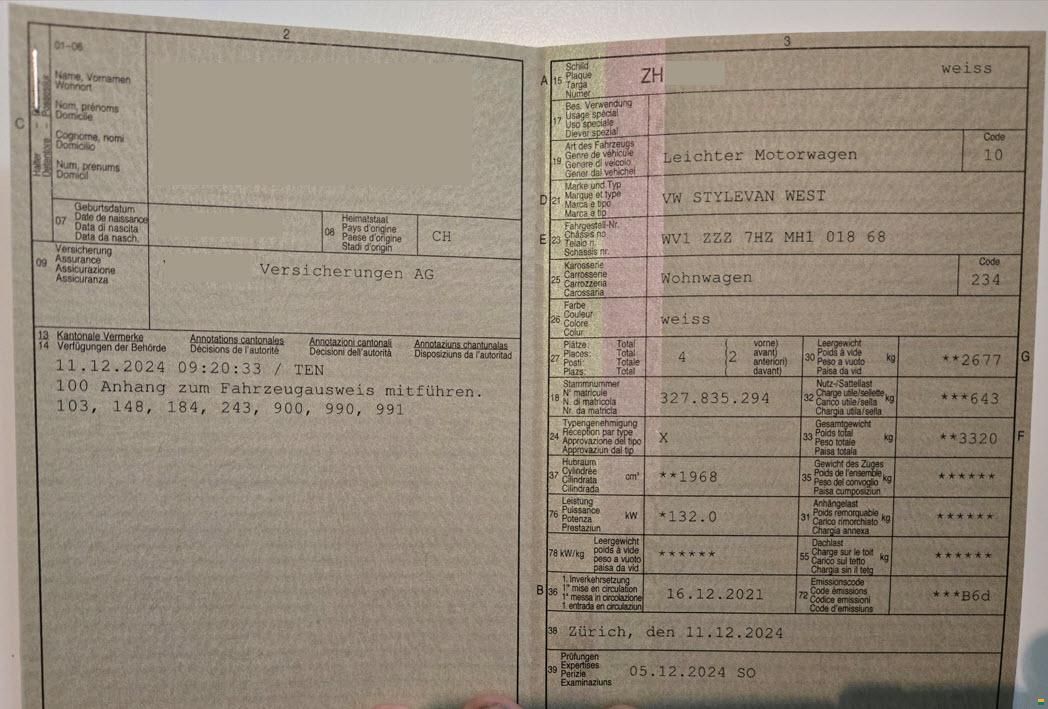 2
01-06
C
Halter
Détenteur
Name, Vornamen
Wohnort
Nom, prénoms
Domicile
Cognome, nomi
Domicilio
Num, prenums
Domicil
07
Geburtsdatum
Date de naissance
Data di nascita
Data da nasch.
08
Heimatstaat
Pays d'origine
Paese d'origine
Stadi d'origin
CH
09
Versicherung
Assurance
Assicurazione
Assicuranza
Versicherungen AG
13 Kantonale Vermerke Annotations cantonales Annotazioni cantonali Annotaziuns chantunalas
14 Verfügungen der Behörde Décisions de l'autorité Decisioni dell'autorità Disposiziuns da l'autoritad
11.12.2024 09:20:33 / TEN
100 Anhang zum Fahrzeugausweis mitführen.
103, 148, 184, 243, 900, 990, 991
3
A 15
Schild
Plaque
Targa
Numer
ZH
weiss
17
Bes. Verwendung
Usage spécial
Uso speciale
Diever spezial
19
Art des Fahrzeugs
Genre de véhicule
Genere di veicolo
Gener dal vehichel
Leichter Motorwagen
Code
10
D 21
Marke und Typ
Marque et type
Marca e tipo
Marca e tip
VW STYLEVAN WEST
E 23
Fahrgestell-Nr.
Châssis no
Telaio n.
Schassis nr.
WV1 ZZZ 7HZ MH1 018 68
25
Karosserie
Carrosserie
Carrozzeria
Carossaria
Wohnwagen
Code
234
26
Farbe
Couleur
Colore
Colur
weiss
27
Plätze: Total
Places: Total
Posti: Totale
Plazs: Total
4
(2
vorne)
avant)
anteriori)
davant)
30
Leergewicht
Poids à vide
Peso a vuoto
Paisa da vid
kg
**2677
G
18
Stammnummer
N° matricule
N. di matricola
Nr. da matricla
327.835.294
32
Nutz-/Sattellast
Charge utile/sellette
Carico utile/sella
Chargia utila/sella
kg
***643
24
Typengenehmigung
Réception par type
Approvazione del tipo
Approvaziun dal tip
X
33
Gesamtgewicht
Poids total
Peso totale
Paisa totala
kg
**3320
F
37
Hubraum
Cylindrée
Cilindrata
Cilindrada
cm³
**1968
35
Gewicht des Zuges
Poids de l'ensemble
Peso del convoglio
Paisa cumposiziun
kg
******
76
Leistung
Puissance
Potenza
Prestaziun
kW
*132.0
31
Anhängelast
Poids remorquable
Carico rimorchiato
Chargia annexa
kg
******
78 kW/kg
Leergewicht
poids à vide
peso a vuoto
paisa da vid
******
55
Dachlast
Charge sur le toit
Carico sul tetto
Chargia sin il tetg
kg
******
B 36
1. Inverkehrsetzung
1re mise en circulation
1a messa in circolazione
1. entrada en circulaziun
16.12.2021
72
Emissionscode
Code émissions
Codice emissioni
Code d'emissiuns
***B6d
38
Zürich, den 11.12.2024
39
Prüfungen
Expertises
Perizie
Examinaziuns
05.12.2024 SO